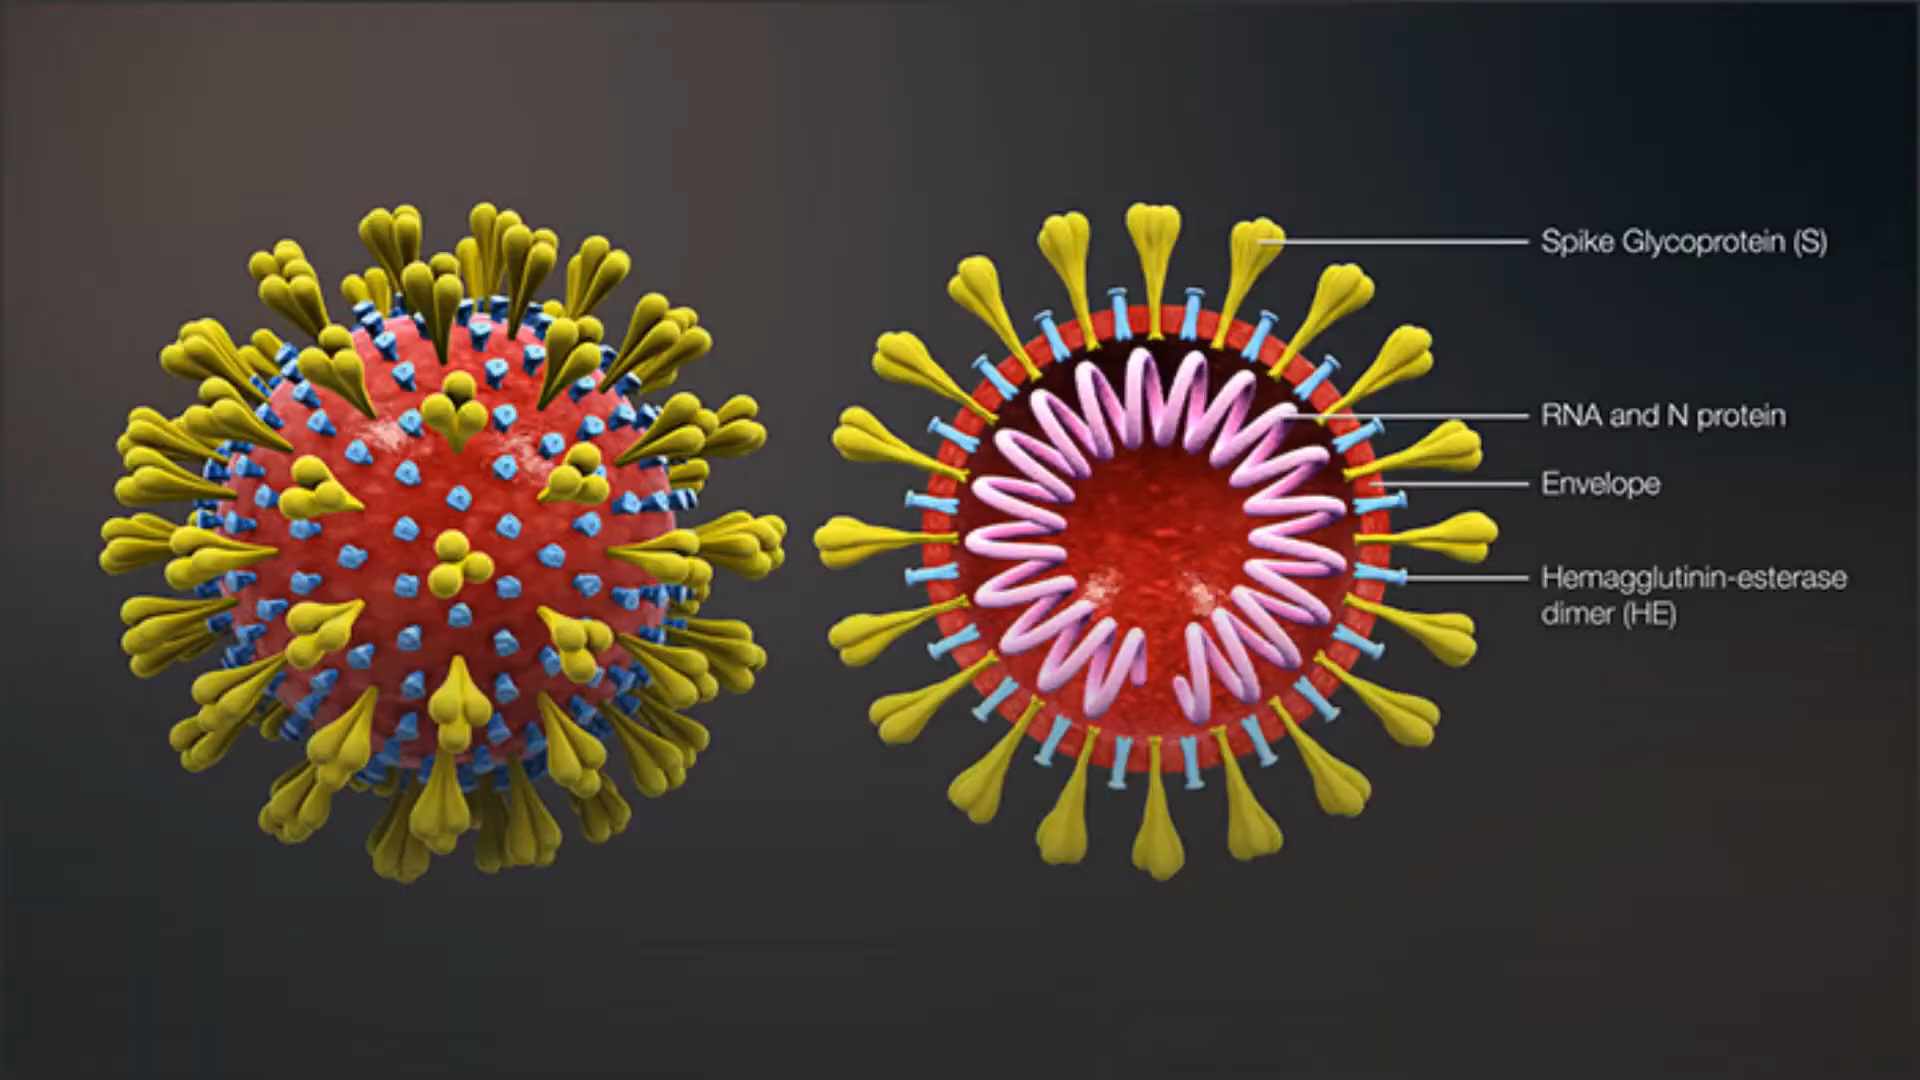 Spike Glycoprotein (S)
RNA and N protein
Envelope
Hemagglutinin-esterase
dimer (HE)